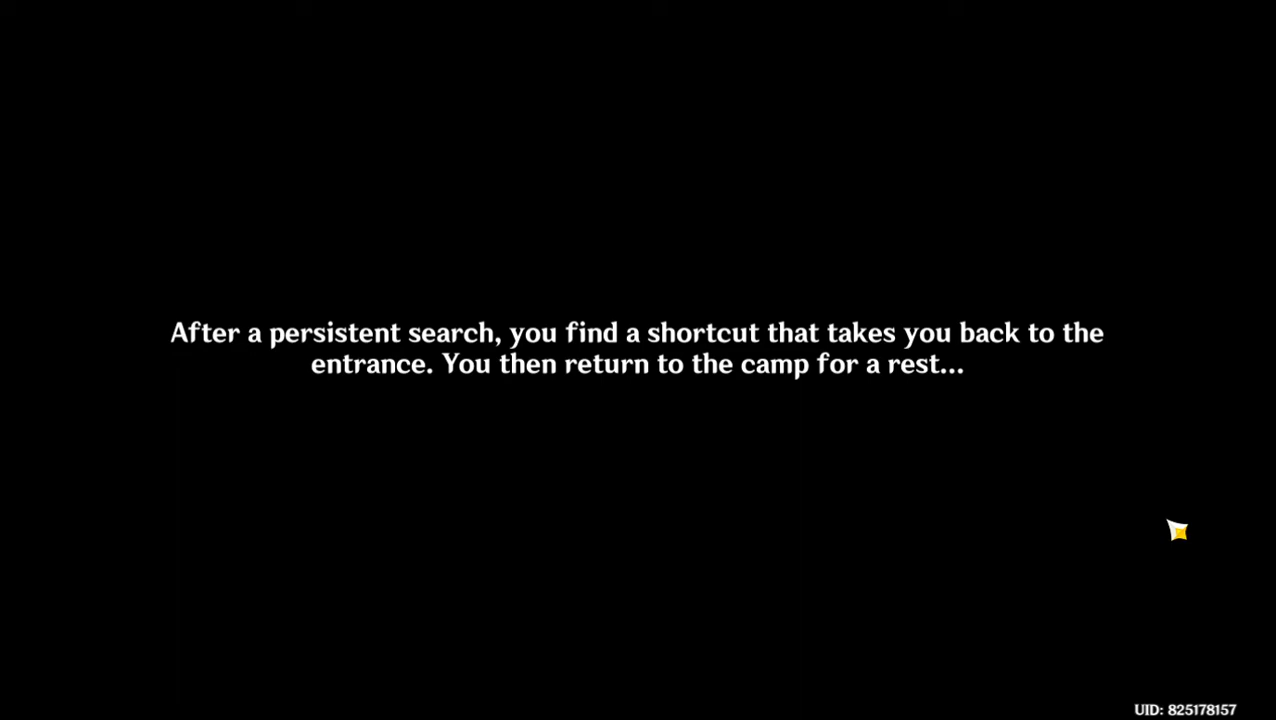 After a persistent search, you find a shortcut that takes you back to the
entrance. You then return to the camp for a rest...
UID: 825178157